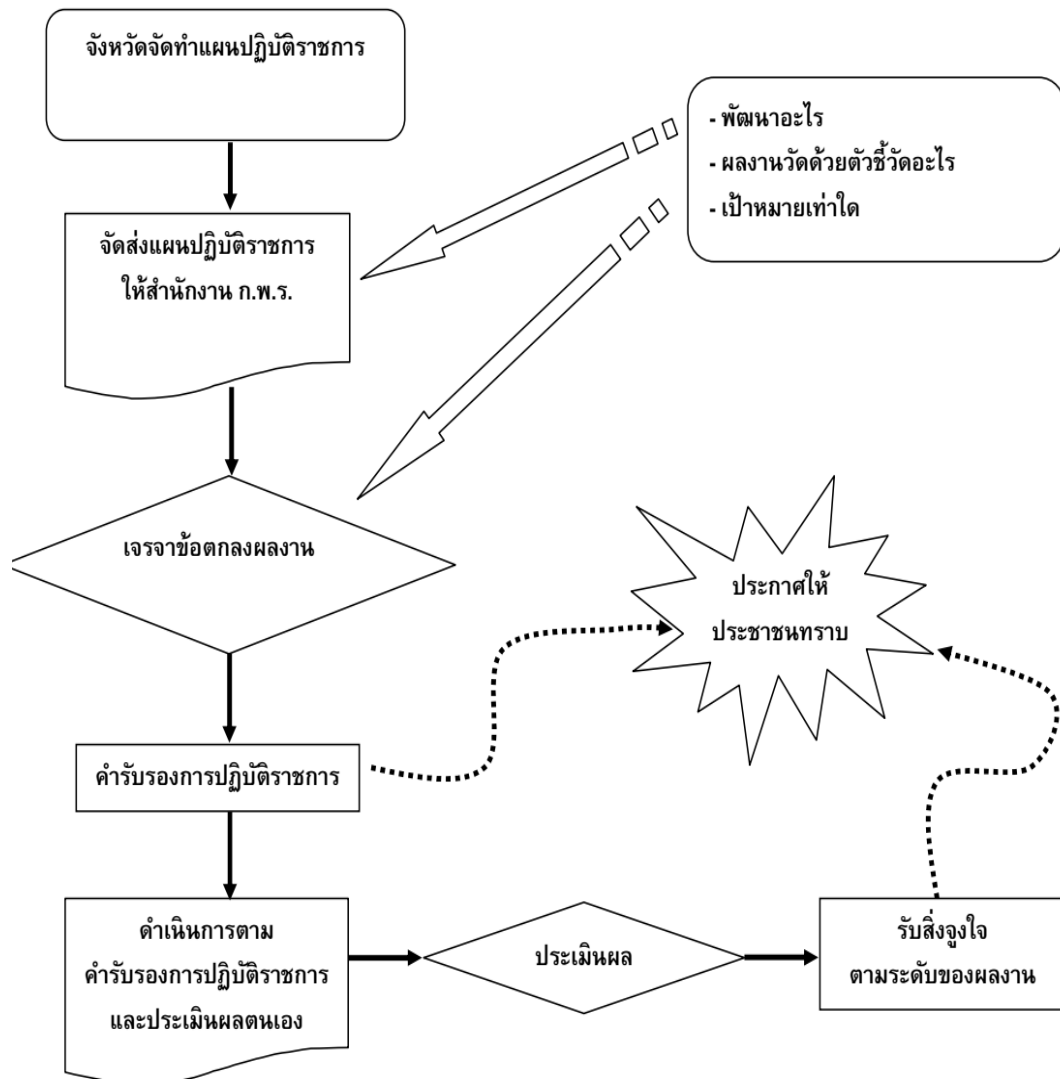 จังหวัดจัดทำแผนปฏิบัติราชการ
- พัฒนาอะไร
- ผลงานวัดด้วยตัวชี้วัดอะไร
- เป้าหมายเท่าใด
จัดส่งแผนปฏิบัติราชการ
ให้สำนักงาน ก.พ.ร.
เจรจาข้อตกลงผลงาน
ประกาศให้
ประชาชนทราบ
คำรับรองการปฏิบัติราชการ
ดำเนินการตาม
คำรับรองการปฏิบัติราชการ
และประเมินผลตนเอง
ประเมินผล
รับสิ่งจูงใจ
ตามระดับของผลงาน